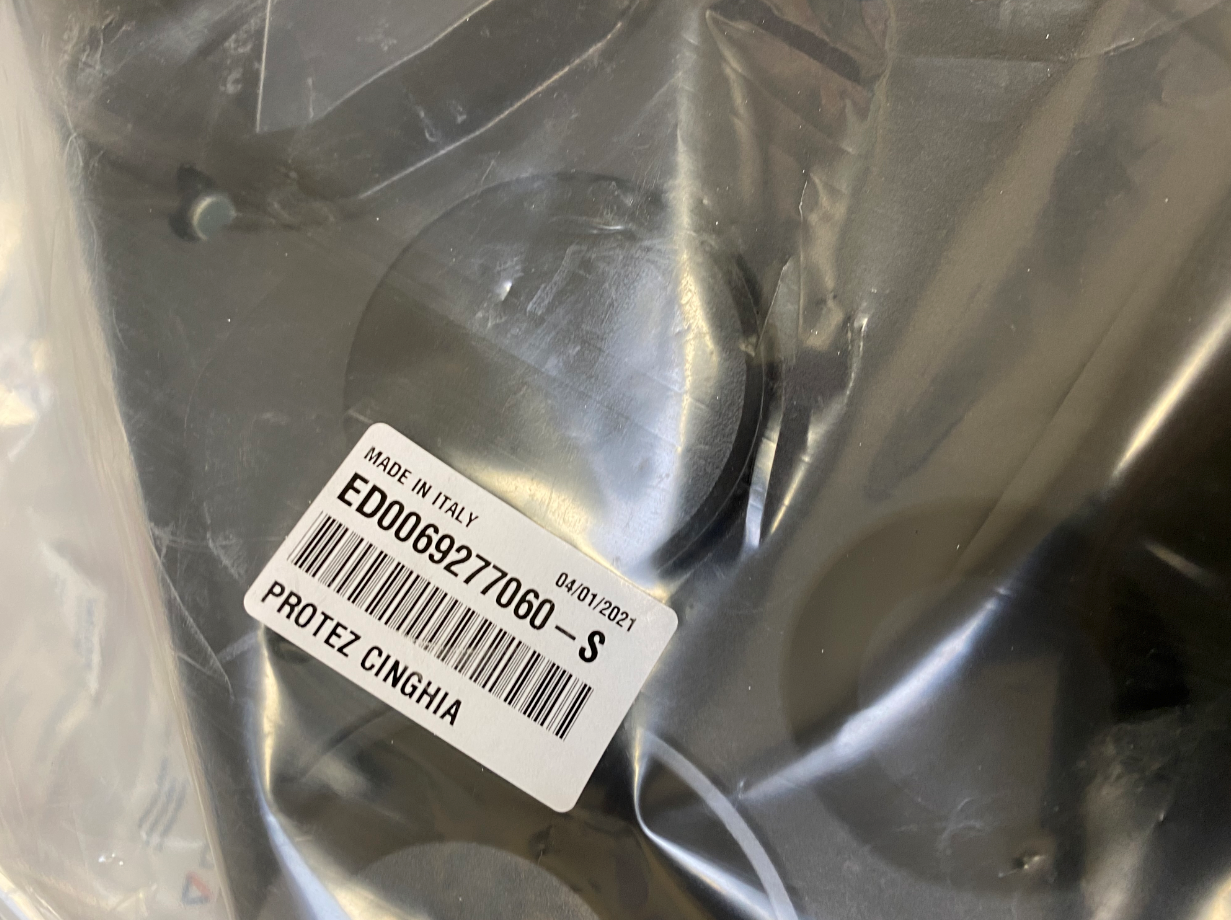 MADE IN ITALY
04/01/2021
ED0069277060-S
PROTEZ CINGHIA